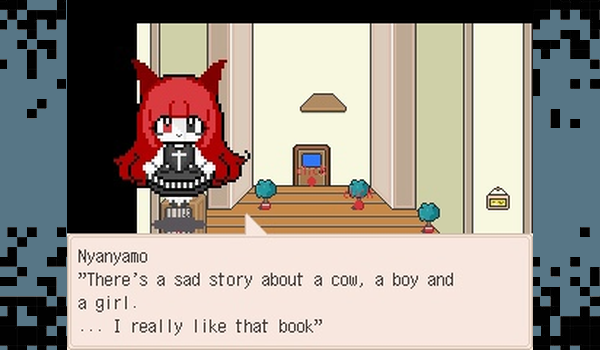 Nyanyamo
”There's a sad story about a cow, a boy and
a girl.
... I really like that book”